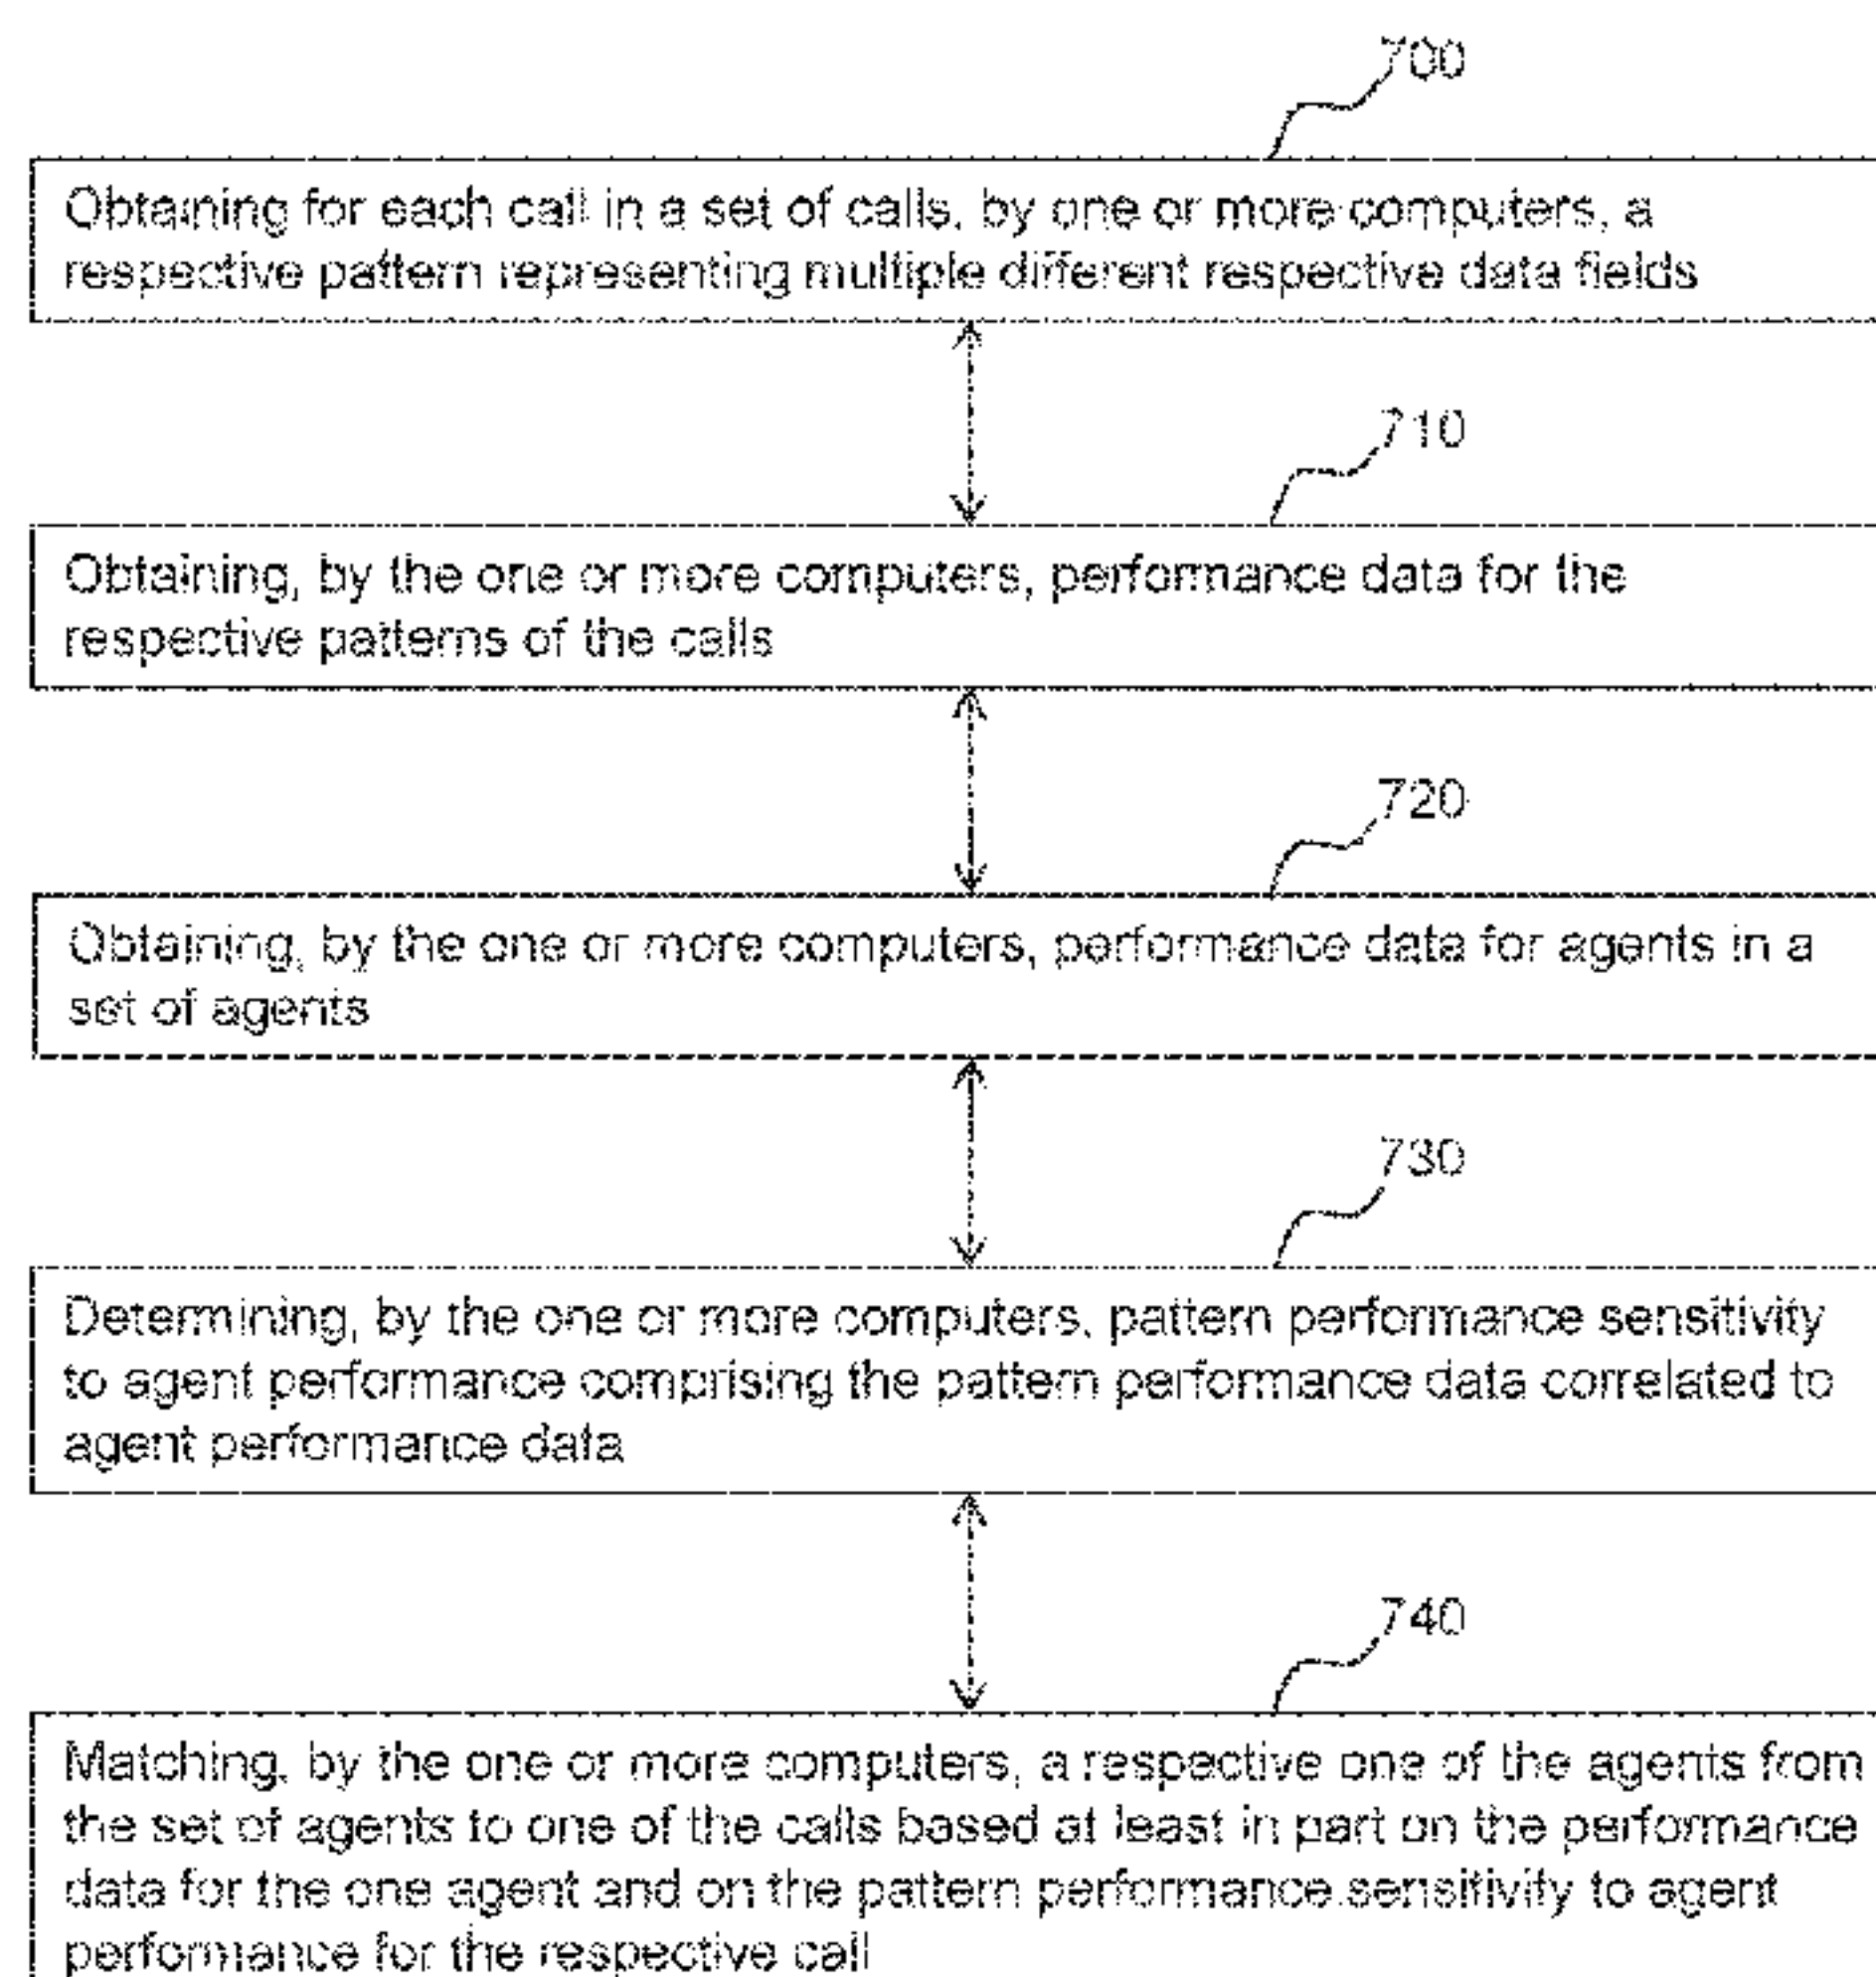 700
Obtaining for each call in a set of calls, by one or more computers, a
respective pattern representing multiple different respective data fields
710
Obtaining, by the one or more computers, performance data for the
respective patterns of the calls
720
Obtaining, by the one or more computers, performance data for agents in a
set of agents
730
Determining, by the one or more computers, pattern performance sensitivity
to agent performance comprising the pattern performance data correlated to
agent performance data
740
Matching, by the one or more computers, a respective one of the agents from
the set of agents to one of the calls based at least in part on the performance
data for the one agent and on the pattern performance sensitivity to agent
performance for the respective call